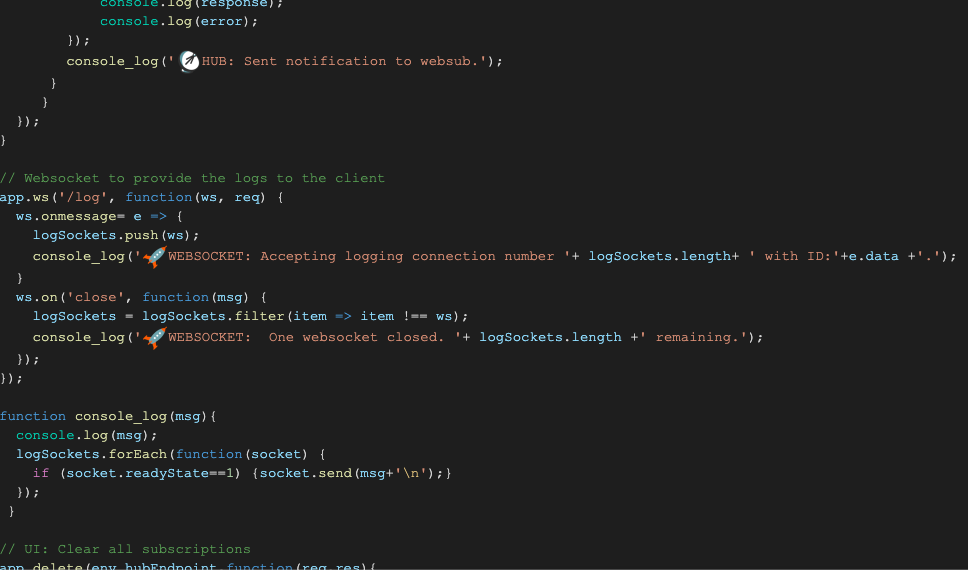 console.log(response);
console.log(error);
});
console_log('📡HUB: Sent notification to websub.');
}
}
});
}
// Websocket to provide the logs to the client
app.ws('/log', function(ws, req) {
ws.onmessage= e => {
logSockets.push(ws);
console_log('🚀WEBSOCKET: Accepting logging connection number '+ logSockets.length+ ' with ID:'+e.data +'.');
}
ws.on('close', function(msg) {
logSockets = logSockets.filter(item => item !== ws);
console_log('🚀WEBSOCKET:  One websocket closed. '+ logSockets.length +' remaining.');
});
});
function console_log(msg){
console.log(msg);
logSockets.forEach(function(socket) {
if (socket.readyState==1) {socket.send(msg+'\n');}
});
}
// UI: Clear all subscriptions
app.delete(env.hubEndpoint,function(req,res){